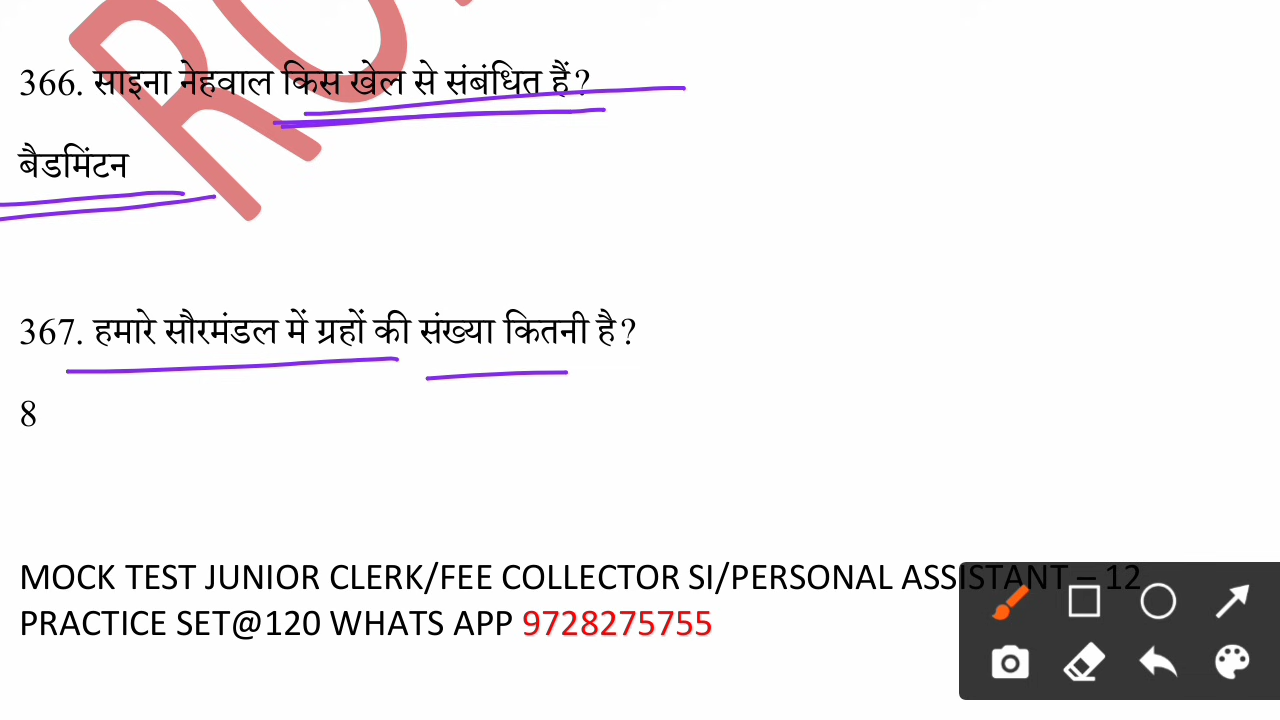 366. साइना नेहवाल किस खेल से संबंधित हैं?
बैडमिंटन
367. हमारे सौरमंडल में ग्रहों की संख्या कितनी है?
8
MOCK TEST JUNIOR CLERK/FEE COLLECTOR SI/PERSONAL ASSISTANT – 12
PRACTICE SET@120 WHATS APP 9728275755